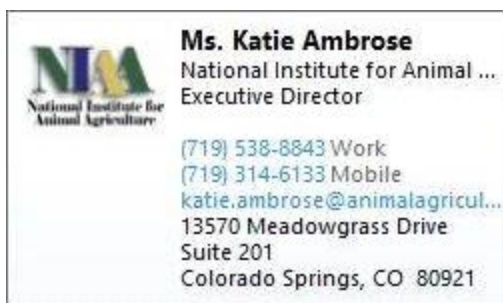 NIAA
National Institute for
Animal Agriculture
Ms. Katie Ambrose
National Institute for Animal ...
Executive Director
(719) 538-8843 Work
(719) 314-6133 Mobile
katie.ambrose@animalagricul...
13570 Meadowgrass Drive
Suite 201
Colorado Springs, CO 80921